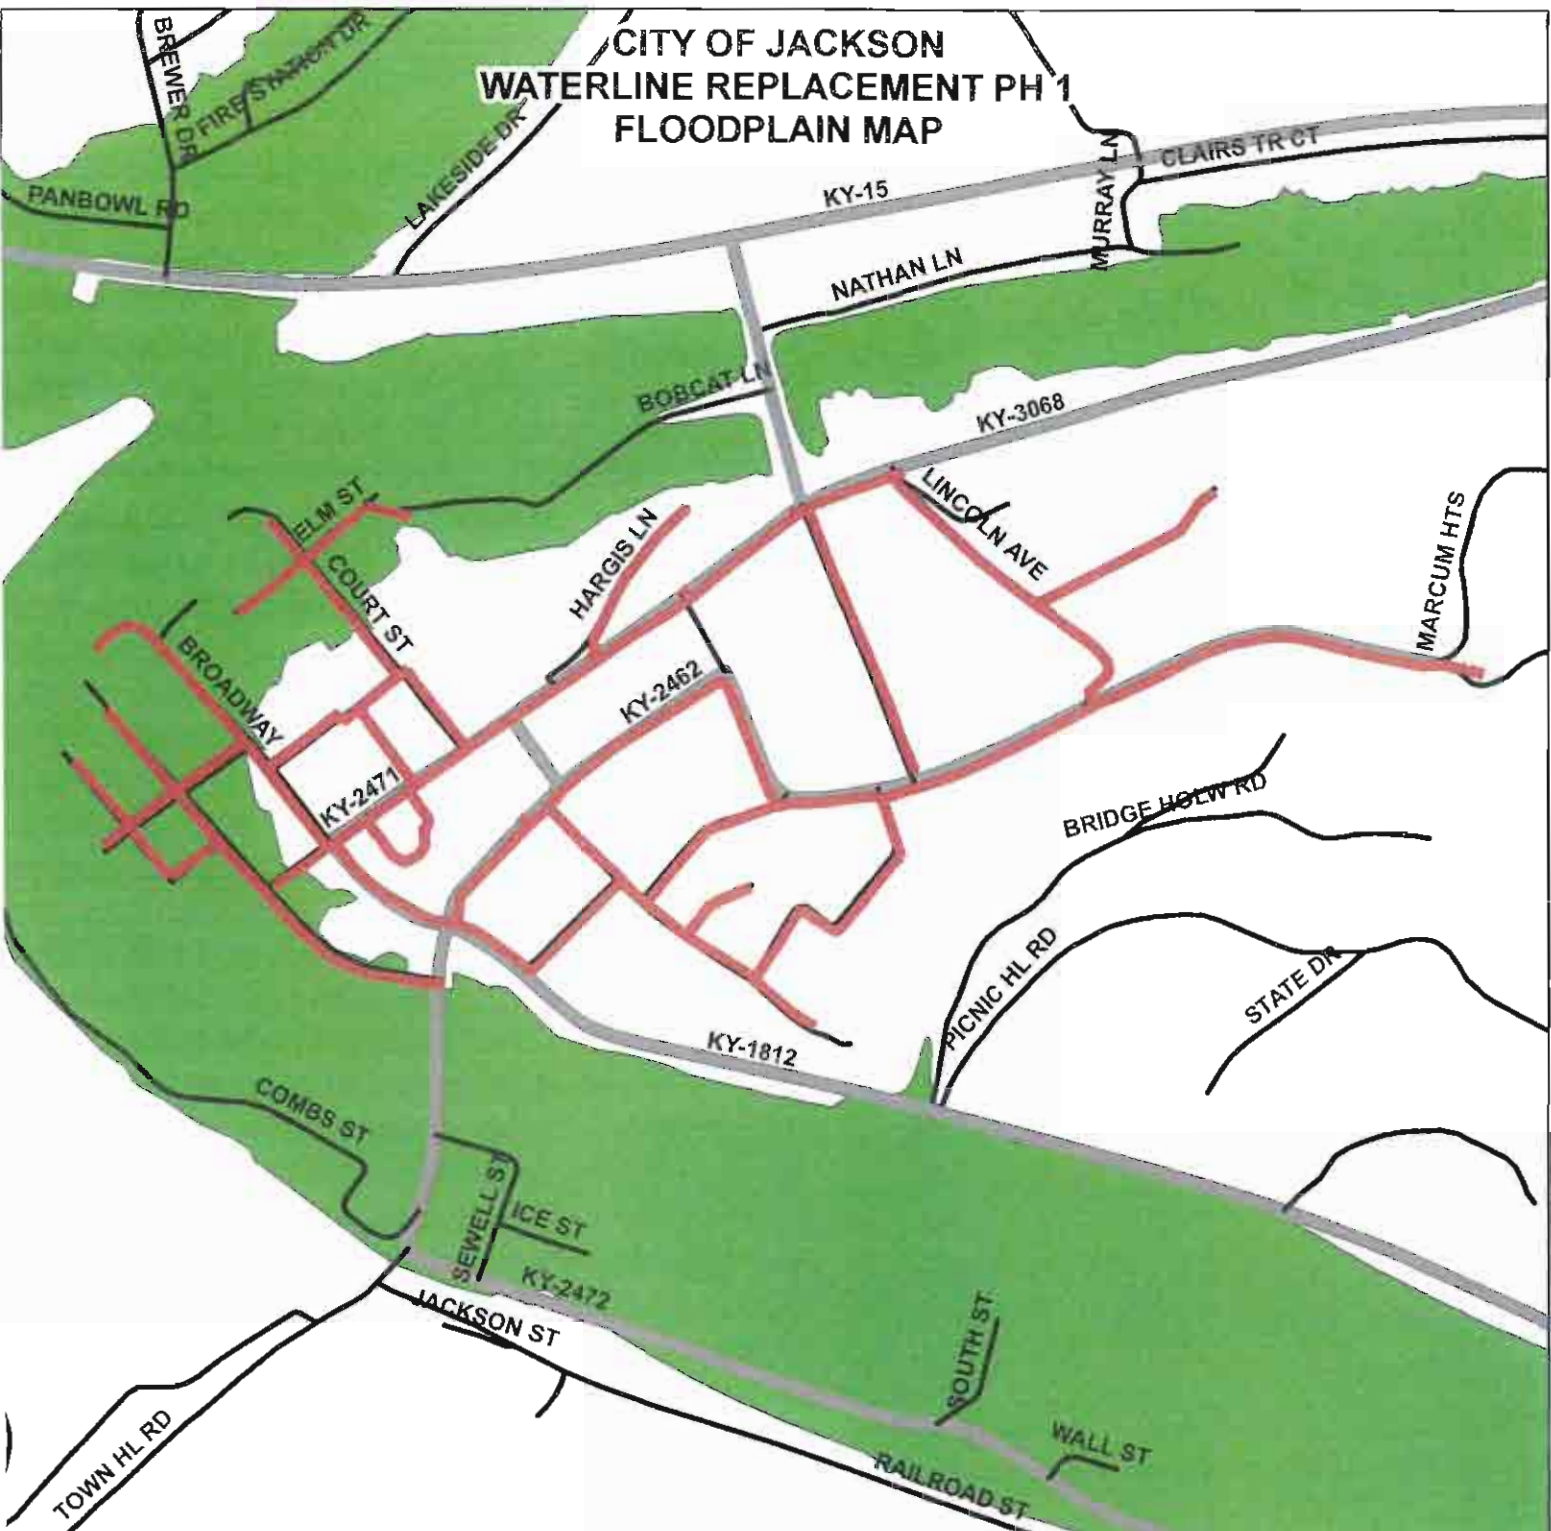 CITY OF JACKSON
WATERLINE REPLACEMENT PH 1
FLOODPLAIN MAP
BREWER DR
FIRE STATION DR
LAKESIDE DR
PANBOWL RD
KY-15
MURRAY LN
CLAIRS TR CT
NATHAN LN
BOBCAT LN
KY-3068
ELM ST
LINCOLN AVE
HARGIS LN
COURT ST
MARCUM HTS
BROADWAY
KY-2462
KY-2471
BRIDGE HOLW RD
PICNIC HL RD
STATE DR
KY-1812
COMBS ST
SEWELL ST
ICE ST
KY-2472
JACKSON ST
SOUTH ST
WALL ST
TOWN HL RD
RAILROAD ST